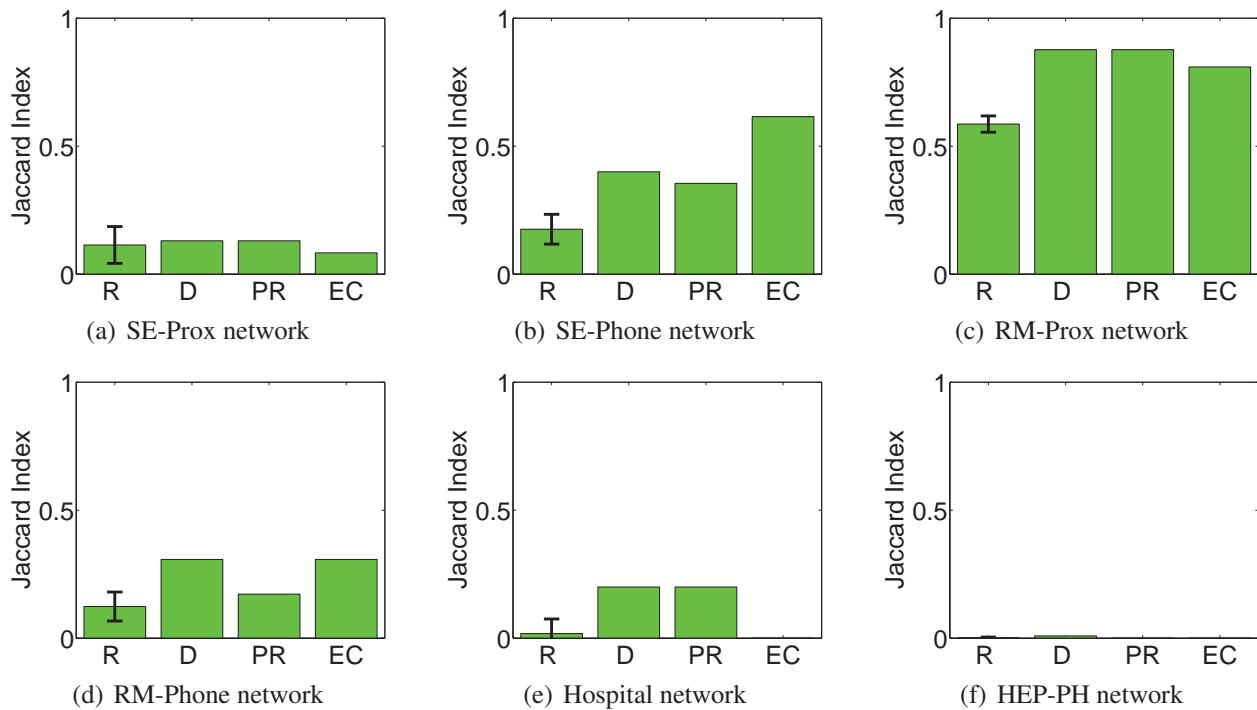 1
0.5
0
Jaccard Index
R D PR EC
(a) SE-Prox network
1
0.5
0
Jaccard Index
R D PR EC
(b) SE-Phone network
1
0.5
0
Jaccard Index
R D PR EC
(c) RM-Prox network
1
0.5
0
Jaccard Index
R D PR EC
(d) RM-Phone network
1
0.5
0
Jaccard Index
R D PR EC
(e) Hospital network
1
0.5
0
Jaccard Index
R D PR EC
(f) HEP-PH network